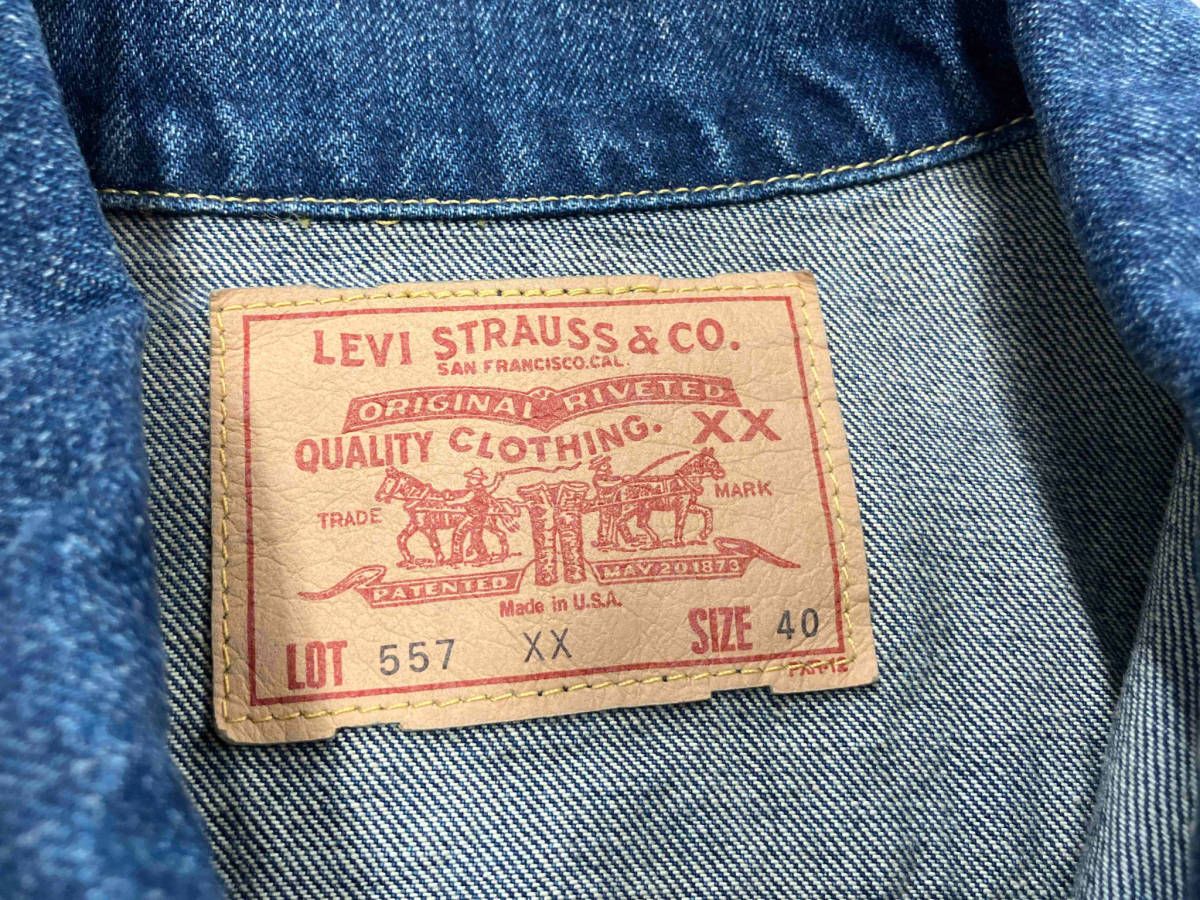 LEVI STRAUSS & CO.
SAN FRANCISCO.CAL.
ORIGINAL RIVETED
QUALITY CLOTHING. XX
TRADE MARK
PATENTED MAY 20 1873
Made in U.S.A.
LOT 557 XX SIZE 40